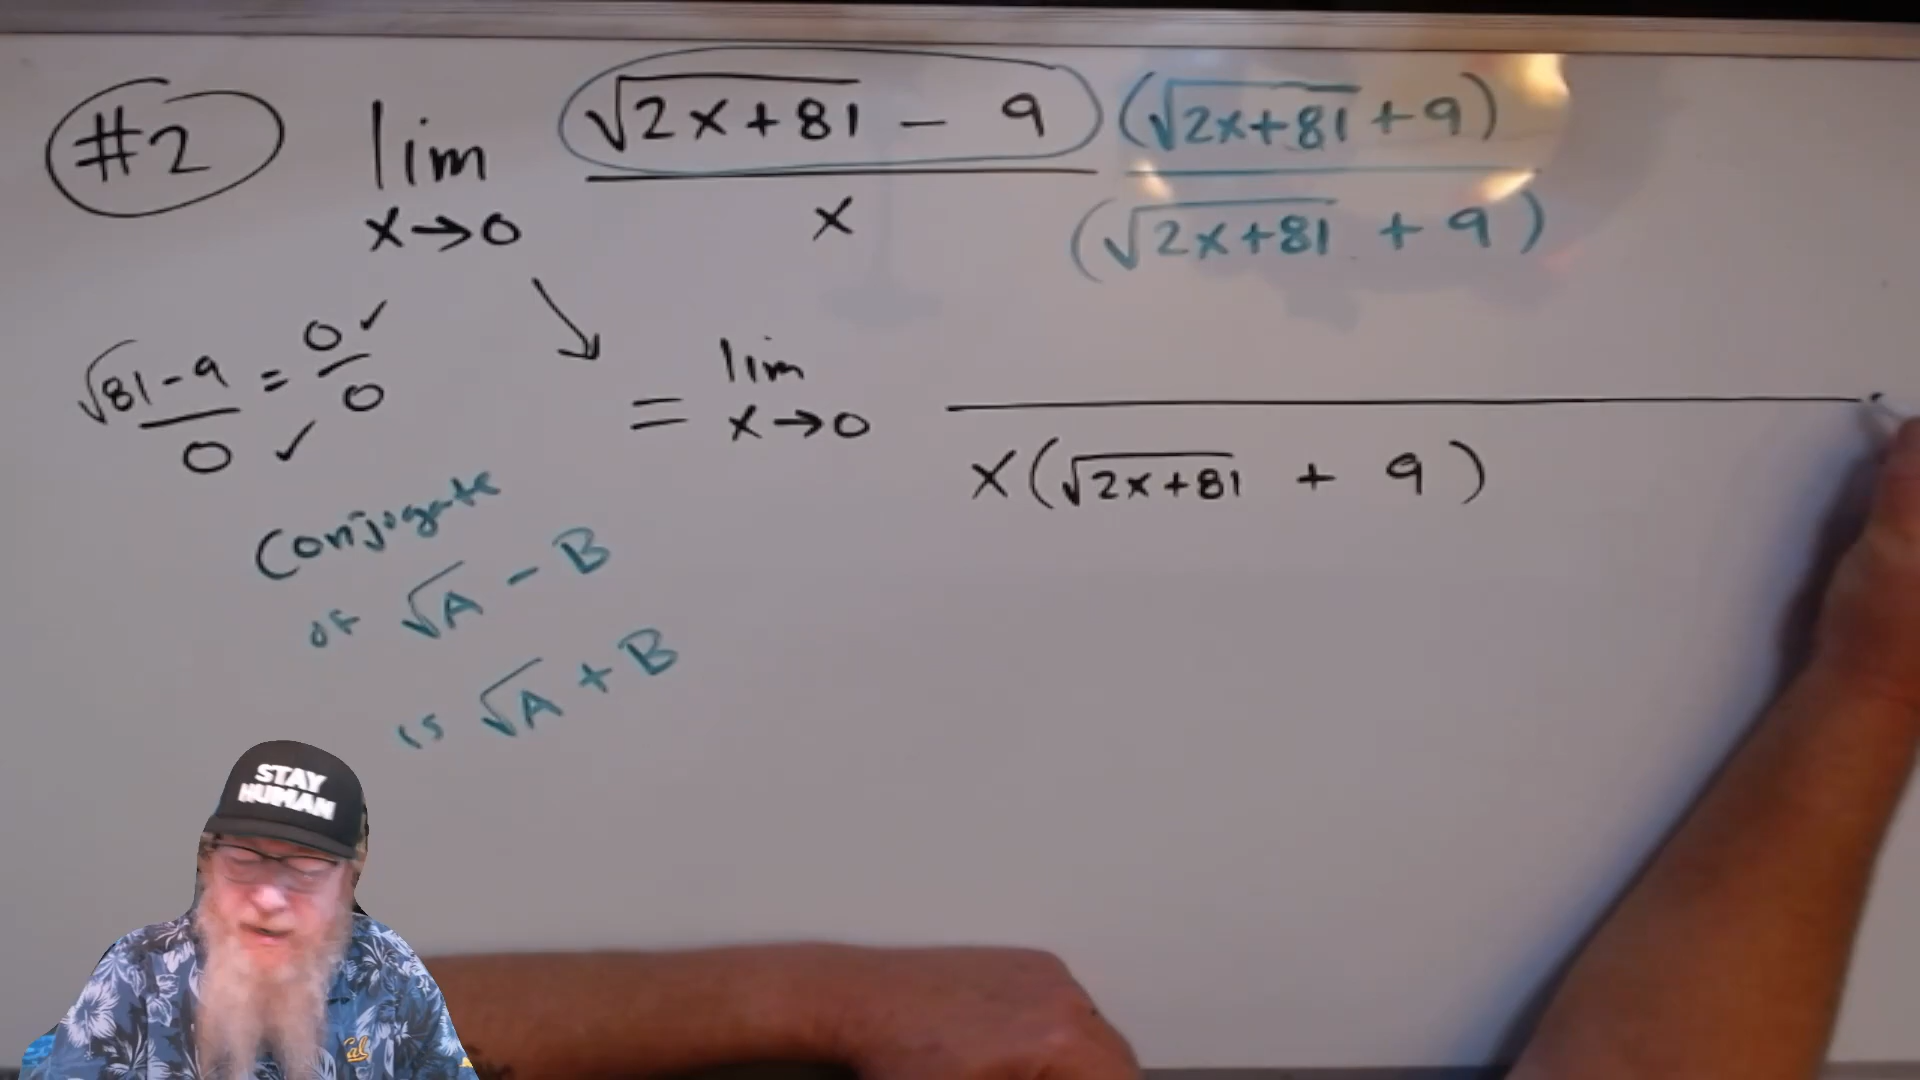 #2 lim x→0 (√(2x+81) - 9)/x · (√(2x+81) + 9)/(√(2x+81) + 9)
(√81 - 9)/0 ✓ = 0/0 ✓
= lim x→0 ———
x(√(2x+81) + 9)
Conjugate
of √A - B
is √A + B
STAY
HUMAN
Cal